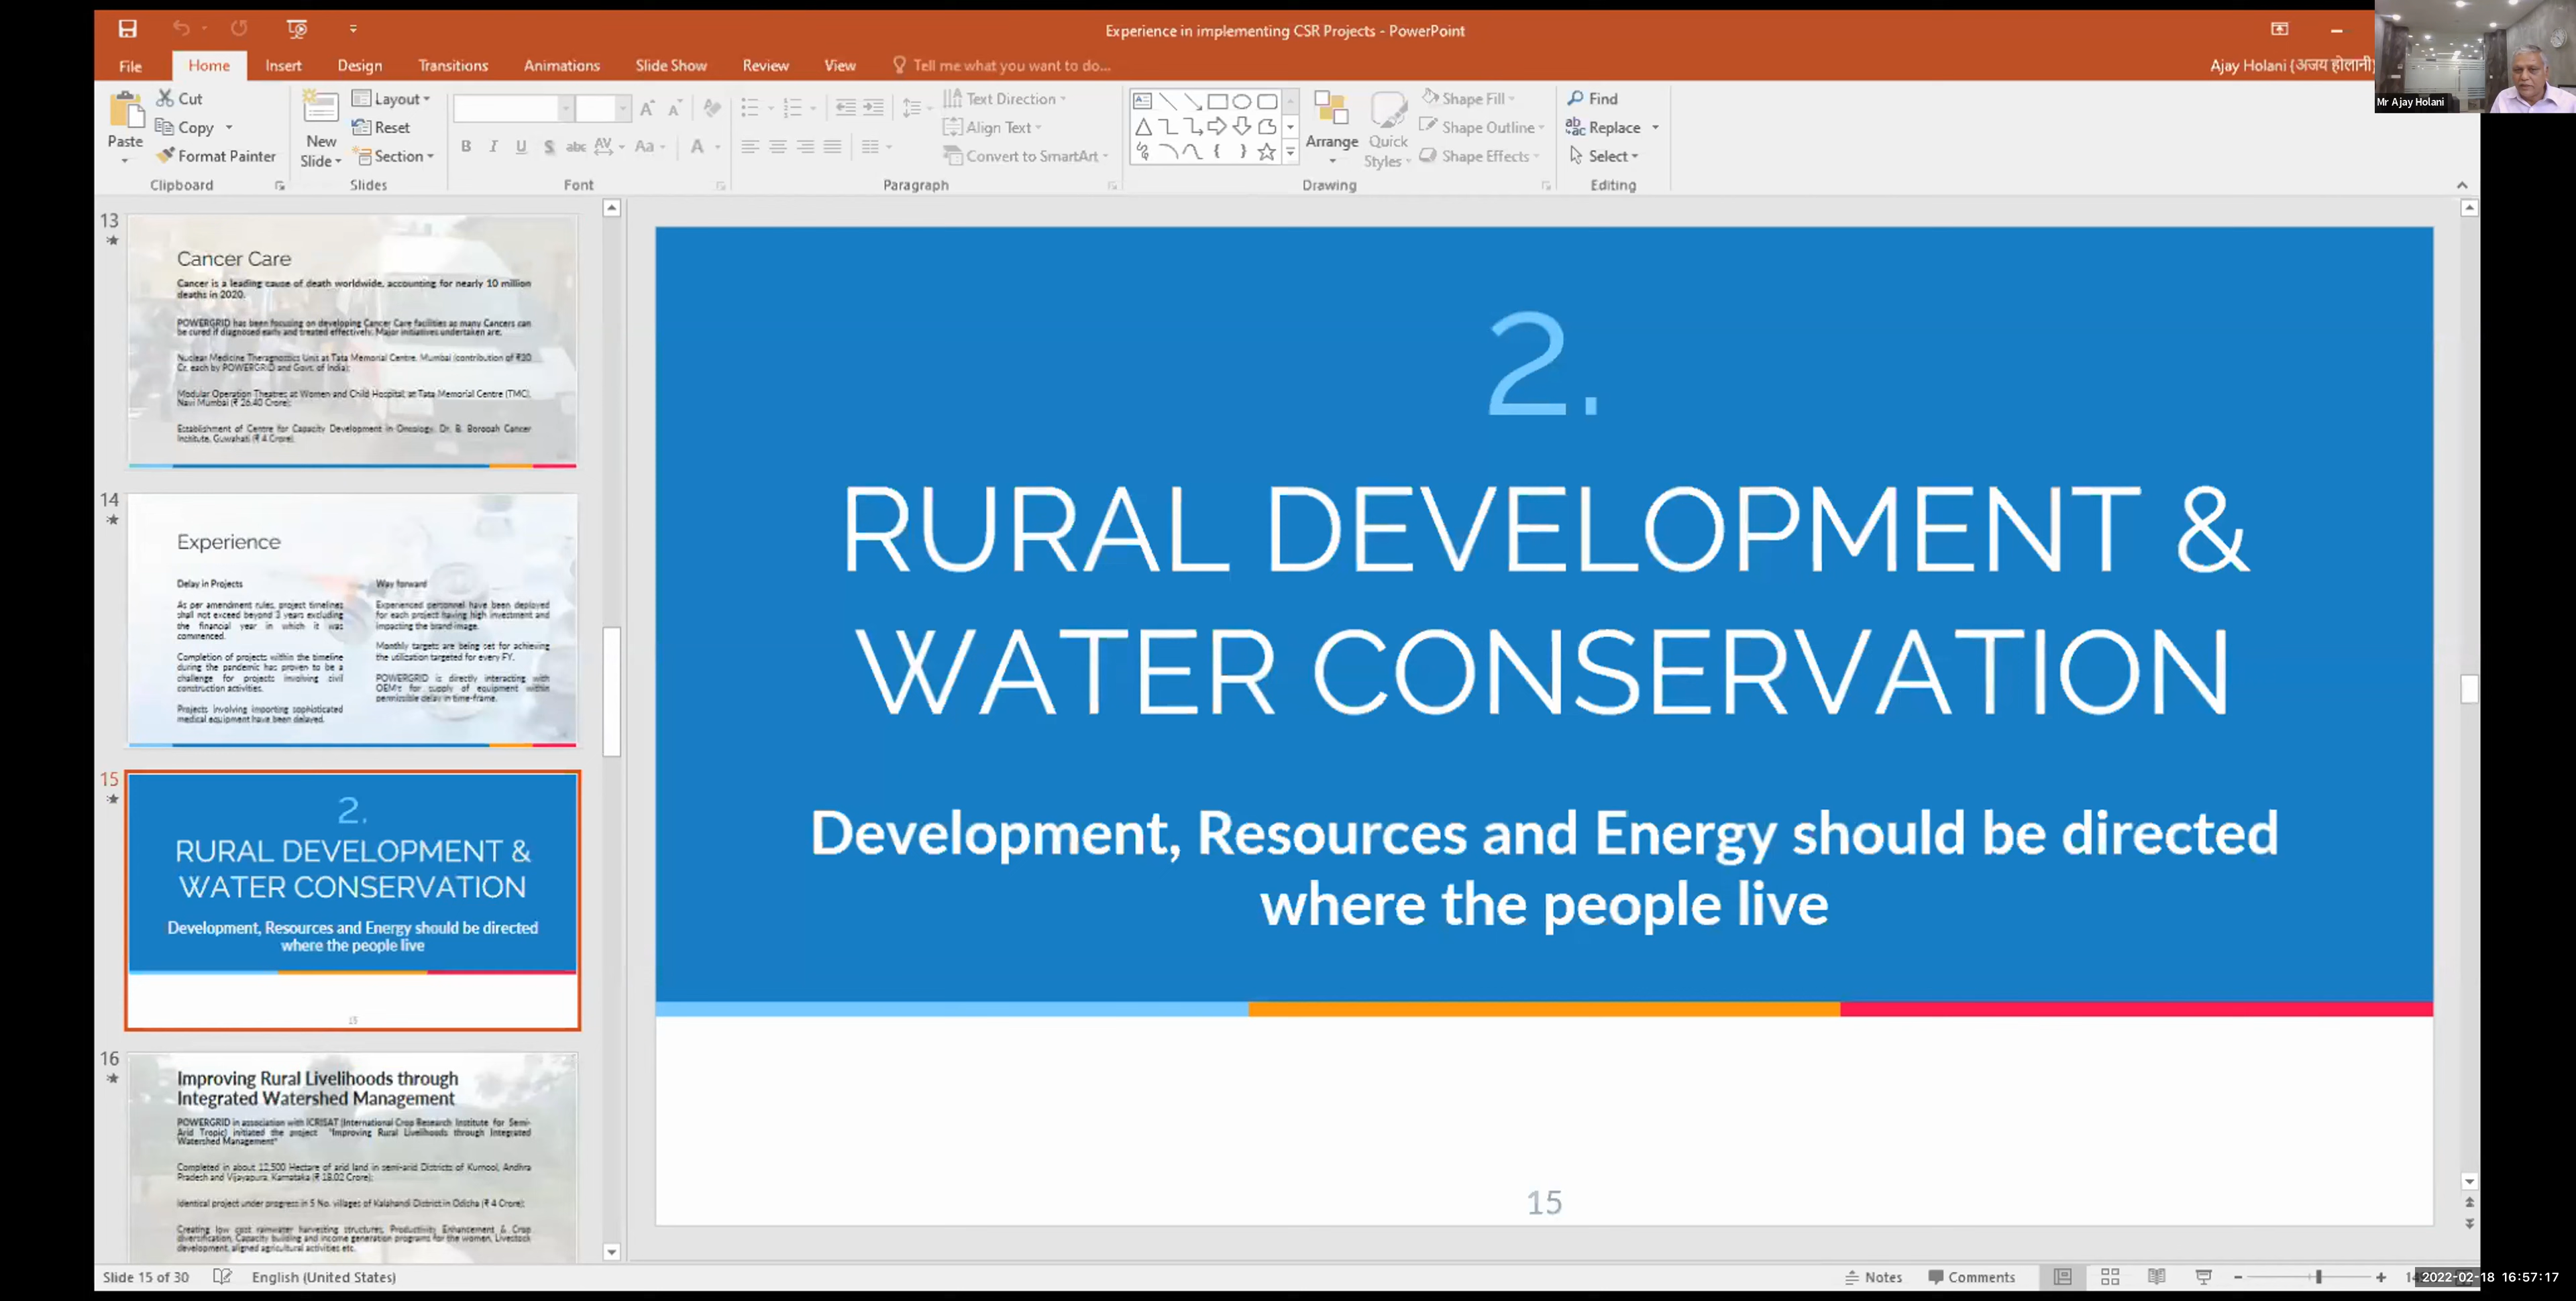 Experience in implementing CSR Projects - PowerPoint
File Home Insert Design Transitions Animations Slide Show Review View Tell me what you want to do...
Ajay Holani (अजय होलानी)
Mr Ajay Holani
Paste
Cut
Copy
Format Painter
Clipboard
New
Slide
Layout
Reset
Section
Slides
B I U S abc AV Aa A
Font
Text Direction
Align Text
Convert to SmartArt
Paragraph
Arrange
Quick
Styles
Shape Fill
Shape Outline
Shape Effects
Drawing
Find
Replace
Select
Editing
13
Cancer Care
Cancer is a leading cause of death worldwide, accounting for nearly 10 million
deaths in 2020.
POWERGRID has been focusing on developing Cancer Care facilities as many Cancers can
be cured if diagnosed early and treated effectively. Major initiatives undertaken are:
Nuclear Medicine Theragnostics Unit at Tata Memorial Centre, Mumbai (contribution of ₹30
Cr. each by POWERGRID and Govt. of India);
Modular Operation Theatres at Women and Child Hospital at Tata Memorial Centre (TMC),
Navi Mumbai (₹ 26.40 Crore);
Establishment of Centre for Capacity Development in Oncology, Dr. B. Borooah Cancer
Institute, Guwahati (₹ 4 Crore);
14
Experience
Delay in Projects
As per amendment rules, project timelines
shall not exceed beyond 3 years excluding
the financial year in which it was
commenced.
Completion of projects within the timeline
during the pandemic has proven to be a
challenge for projects involving civil
construction activities.
Projects involving importing sophisticated
medical equipment have been delayed.
Way forward
Experienced personnel have been deployed
for each project having high investment and
impacting the brand image.
Monthly targets are being set for achieving
the utilization targeted for every FY.
POWERGRID is directly interacting with
OEM's for supply of equipment within
permissible delay in time-frame.
15
2.
RURAL DEVELOPMENT &
WATER CONSERVATION
Development, Resources and Energy should be directed
where the people live
15
16
Improving Rural Livelihoods through
Integrated Watershed Management
POWERGRID in association with ICRISAT (International Crop Research Institute for Semi-
Arid Tropic) initiated the project "Improving Rural Livelihoods through Integrated
Watershed Management"
Completed in about 12,500 Hectare of arid land in semi-arid Districts of Kurnool, Andhra
Pradesh and Vijayapura, Karnataka (₹ 18.02 Crore);
Identical project under progress in 5 No. villages of Kalahandi District in Odisha (₹ 4 Crore);
Creating low cost rainwater harvesting structures, Productivity Enhancement & Crop
diversification, Capacity building and income generation programs for the women, Livestock
development, aligned agricultural activities etc.
2.
RURAL DEVELOPMENT &
WATER CONSERVATION
Development, Resources and Energy should be directed
where the people live
15
Slide 15 of 30 English (United States)
Notes Comments
2022-02-18 16:57:17